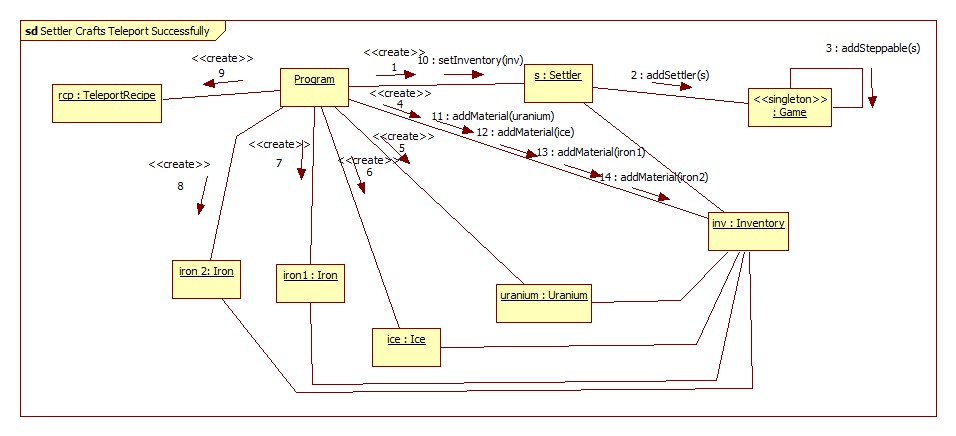 sd Settler Crafts Teleport Successfully
3 : addSteppable(s)
<<create>>
9
<<create>>
1
10 : setInventory(inv)
rcp : TeleportRecipe
Program
s : Settler
2 : addSettler(s)
<<singleton>>
: Game
<<create>>
4
11 : addMaterial(uranium)
12 : addMaterial(ice)
13 : addMaterial(iron1)
14 : addMaterial(iron2)
<<create>>
5
<<create>>
6
<<create>>
7
<<create>>
8
inv : Inventory
iron 2: Iron
iron1 : Iron
uranium : Uranium
ice : Ice